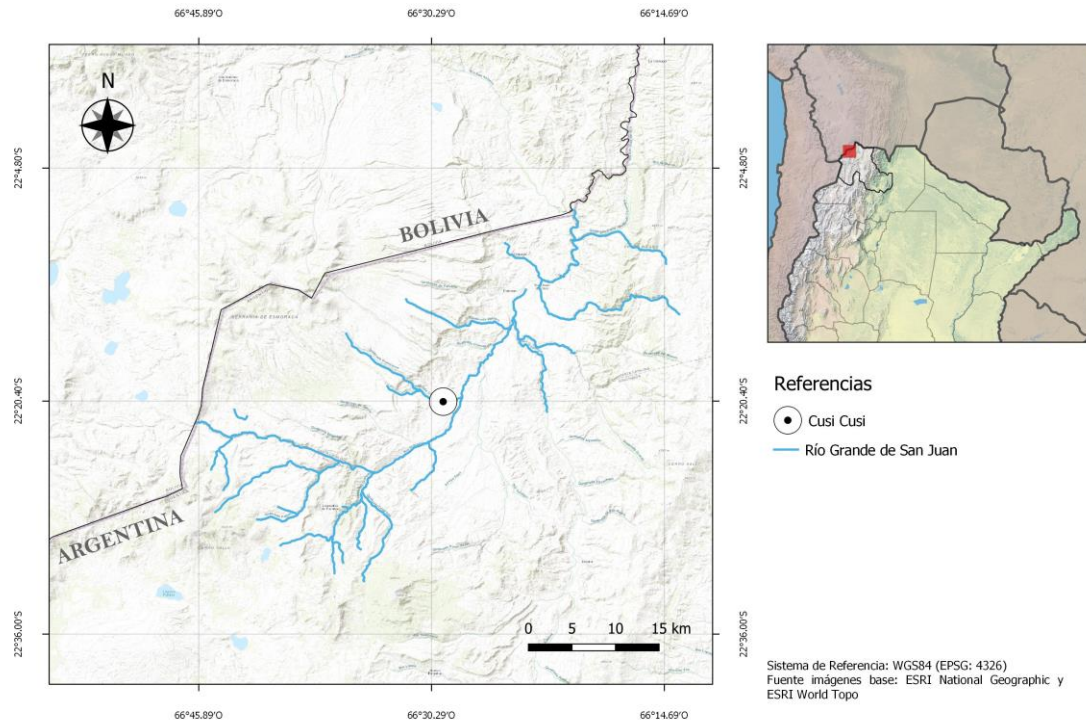 66°45.89'O 66°30.29'O 66°14.69'O
N
22°4.80'S
22°4.80'S
BOLIVIA
22°20.40'S
22°20.40'S
ARGENTINA
22°36.00'S
22°36.00'S
0 5 10 15 km
66°45.89'O 66°30.29'O 66°14.69'O
Referencias
Cusi Cusi
Río Grande de San Juan
Sistema de Referencia: WGS84 (EPSG: 4326)
Fuente imágenes base: ESRI National Geographic y
ESRI World Topo